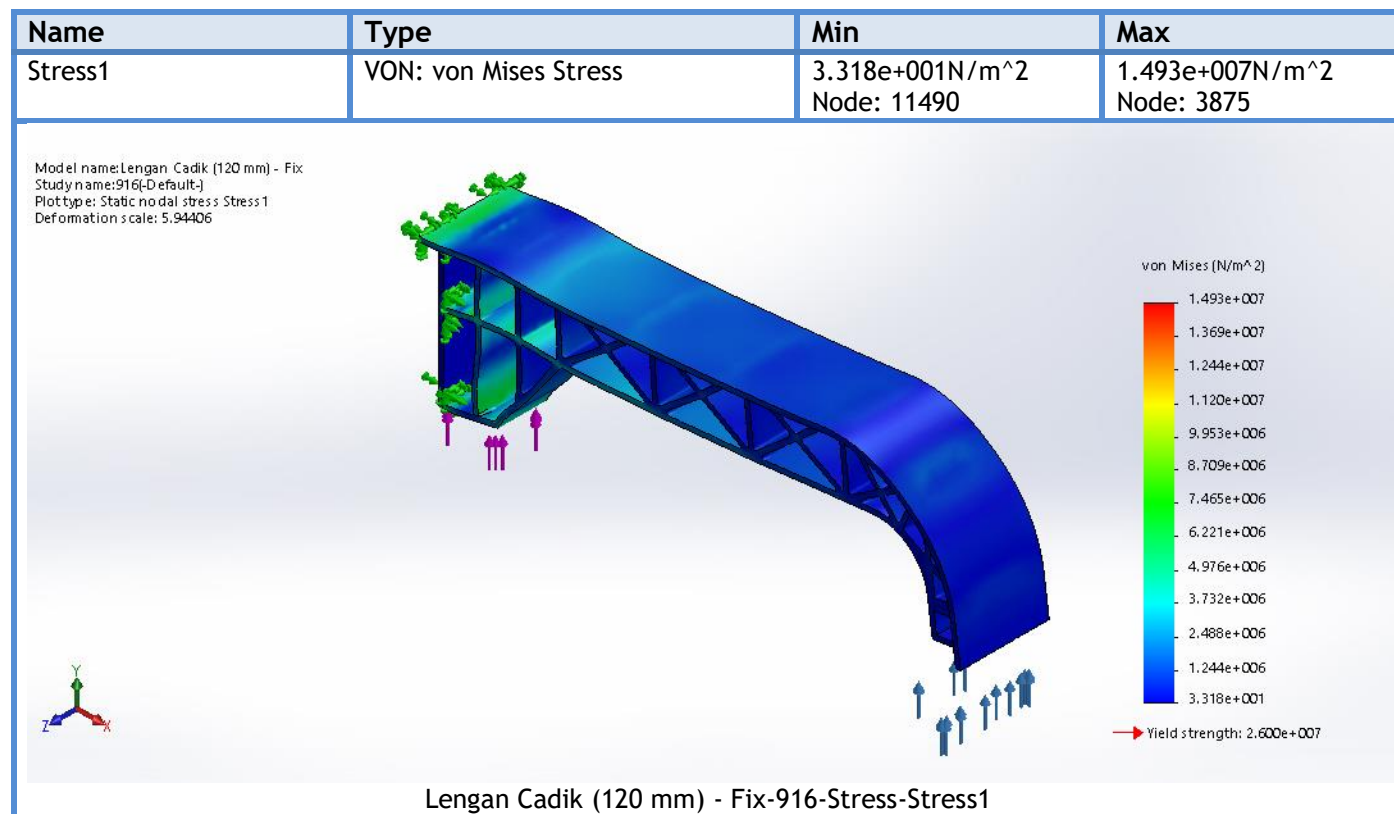 Name Type Min Max
Stress1 VON: von Mises Stress 3.318e+001N/m^2 1.493e+007N/m^2
Node: 11490 Node: 3875
Model name:Lengan Cadik (120 mm) - Fix
Study name:916(-Default-)
Plot type: Static nodal stress Stress1
Deformation scale: 5.94406
von Mises (N/m^2)
1.493e+007
1.369e+007
1.244e+007
1.120e+007
9.953e+006
8.709e+006
7.465e+006
6.221e+006
4.976e+006
3.732e+006
2.488e+006
1.244e+006
3.318e+001
Yield strength: 2.600e+007
Y
Z X
Lengan Cadik (120 mm) - Fix-916-Stress-Stress1